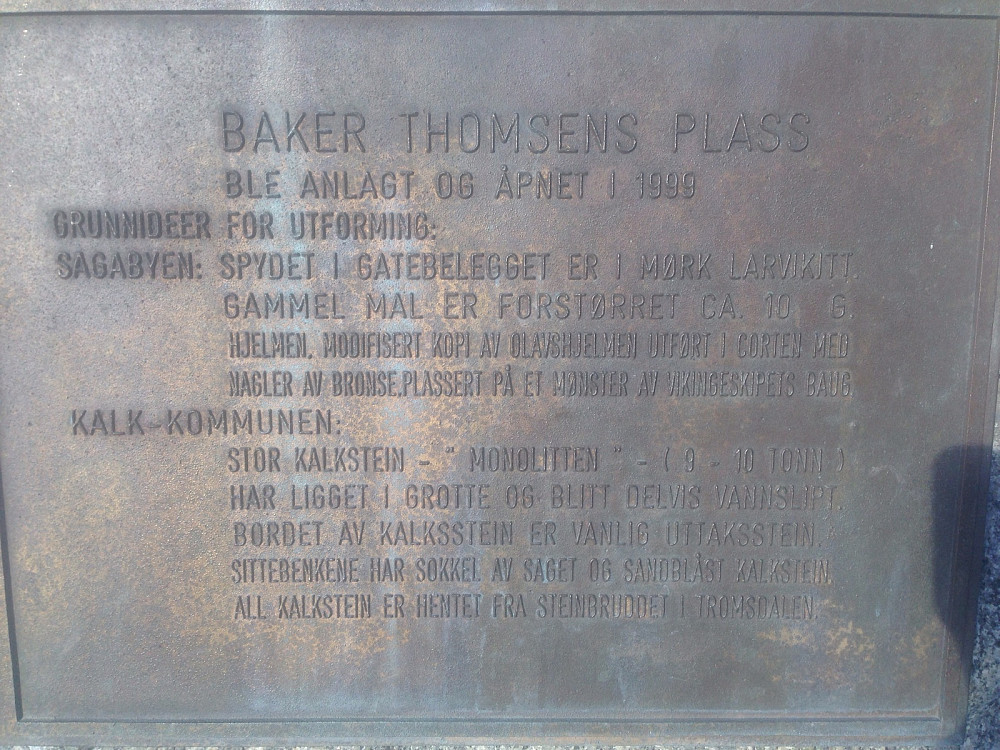 BAKER THOMSENS PLASS
BLE ANLAGT OG ÅPNET I 1999
GRUNNIDEER FOR UTFORMING:
SAGABYEN: SPYDET I GATEBELEGGET ER I MØRK LARVIKITT.
GAMMEL MAL ER FORSTØRRET CA. 10 G.
HJELMEN, MODIFISERT KOPI AV OLAVSHJELMEN UTFØRT I CORTEN MED
NAGLER AV BRONSE,PLASSERT PÅ ET MØNSTER AV VIKINGESKIPETS BAUG.
KALK-KOMMUNEN:
STOR KALKSTEIN - " MONOLITTEN " - ( 9 - 10 TONN )
HAR LIGGET I GROTTE OG BLITT DELVIS VANNSLIPT.
BORDET AV KALKSSTEIN ER VANLIG UTTAKSSTEIN.
SITTEBENKENE HAR SOKKEL AV SAGET OG SANDBLÅST KALKSTEIN.
ALL KALKSTEIN ER HENTET FRA STEINBRUDDET I TROMSDALEN.